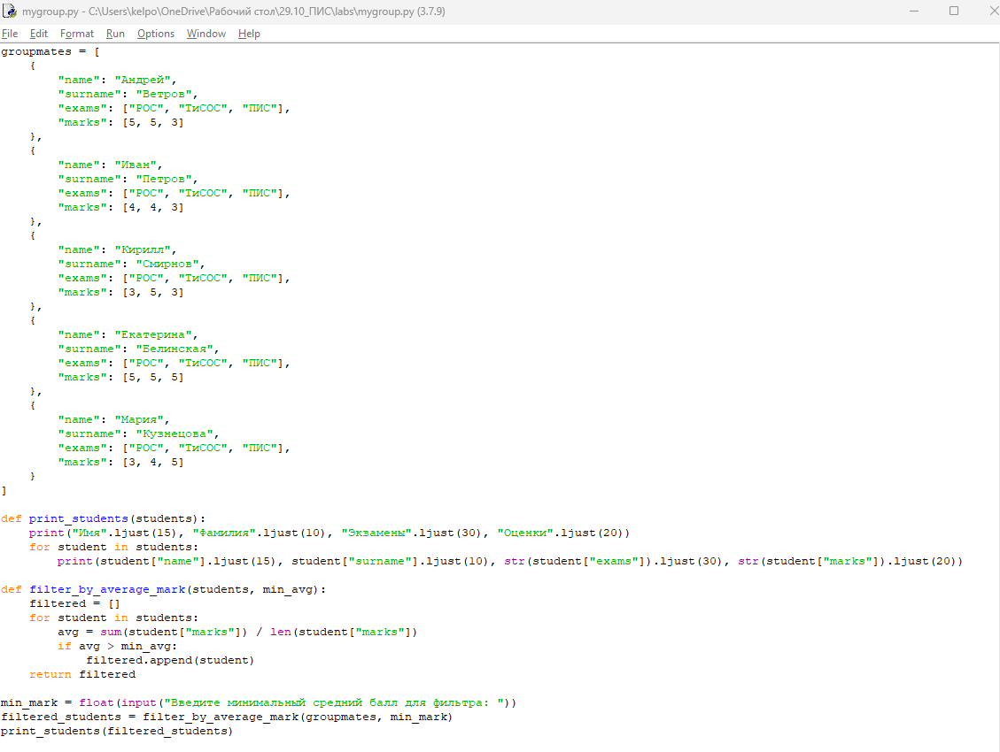 mygroup.py - C:\Users\kelpo\OneDrive\Рабочий стол\29.10_ПИС\labs\mygroup.py (3.7.9)
File Edit Format Run Options Window Help
groupmates = [
    {
        "name": "Андрей",
        "surname": "Ветров",
        "exams": ["РОС", "ТиСОС", "ПИС"],
        "marks": [5, 5, 3]
    },
    {
        "name": "Иван",
        "surname": "Петров",
        "exams": ["РОС", "ТиСОС", "ПИС"],
        "marks": [4, 4, 3]
    },
    {
        "name": "Кирилл",
        "surname": "Смирнов",
        "exams": ["РОС", "ТиСОС", "ПИС"],
        "marks": [3, 5, 3]
    },
    {
        "name": "Екатерина",
        "surname": "Белинская",
        "exams": ["РОС", "ТиСОС", "ПИС"],
        "marks": [5, 5, 5]
    },
    {
        "name": "Мария",
        "surname": "Кузнецова",
        "exams": ["РОС", "ТиСОС", "ПИС"],
        "marks": [3, 4, 5]
    }
]
def print_students(students):
    print("Имя".ljust(15), "Фамилия".ljust(10), "Экзамены".ljust(30), "Оценки".ljust(20))
    for student in students:
        print(student["name"].ljust(15), student["surname"].ljust(10), str(student["exams"]).ljust(30), str(student["marks"]).ljust(20))
def filter_by_average_mark(students, min_avg):
    filtered = []
    for student in students:
        avg = sum(student["marks"]) / len(student["marks"])
        if avg > min_avg:
            filtered.append(student)
    return filtered
min_mark = float(input("Введите минимальный средний балл для фильтра: "))
filtered_students = filter_by_average_mark(groupmates, min_mark)
print_students(filtered_students)